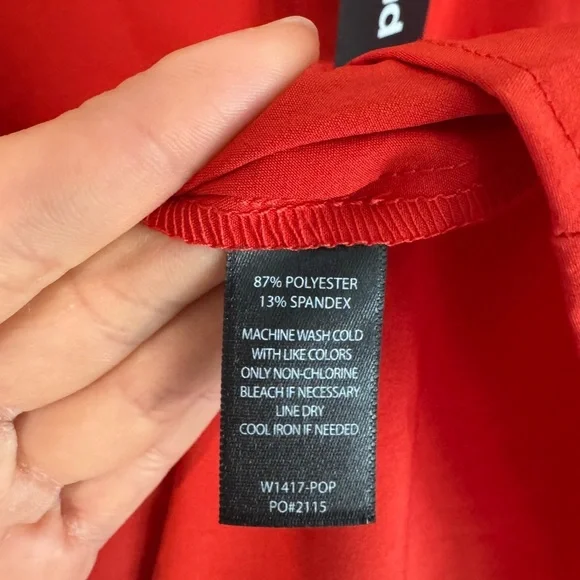 87% POLYESTER
13% SPANDEX
MACHINE WASH COLD
WITH LIKE COLORS
ONLY NON-CHLORINE
BLEACH IF NECESSARY
LINE DRY
COOL IRON IF NEEDED
W1417-POP
PO#2115